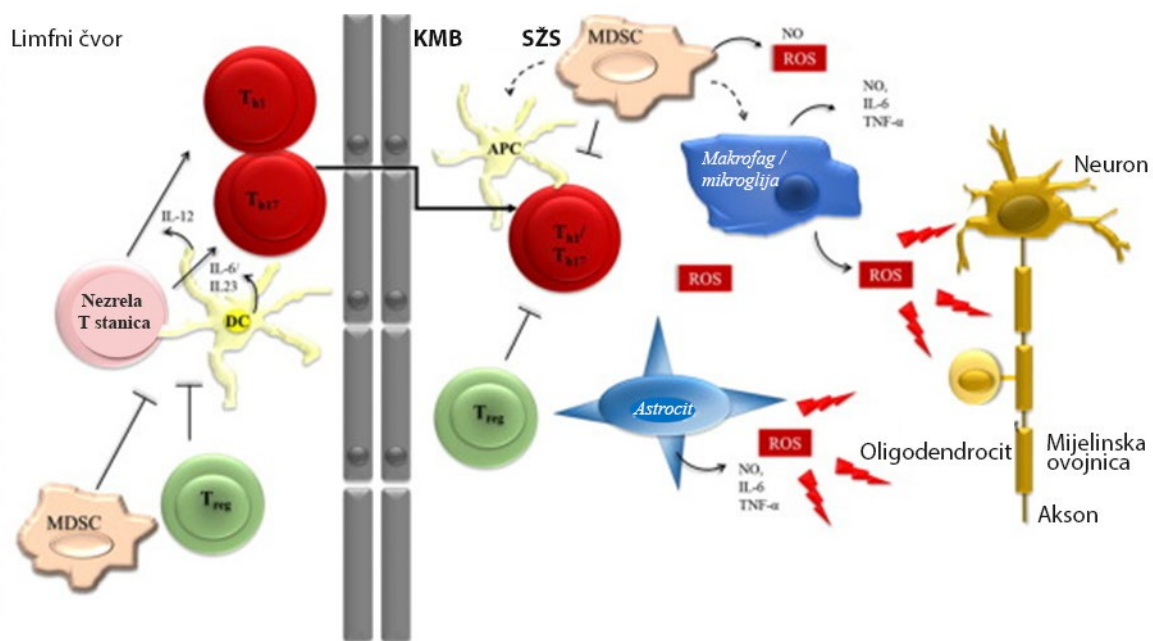 Limfni čvor
KMB
SŽS
MDSC
NO
ROS
NO,
IL-6
TNF-α
Th1
APC
Makrofag /
mikroglija
Neuron
Th17
IL-12
Th1/
Th17
IL-6/
IL23
ROS
ROS
Nezrela
T stanica
DC
Treg
Astrocit
ROS
Oligodendrocit
Mijelinska
ovojnica
NO,
IL-6
TNF-α
Treg
MDSC
Akson